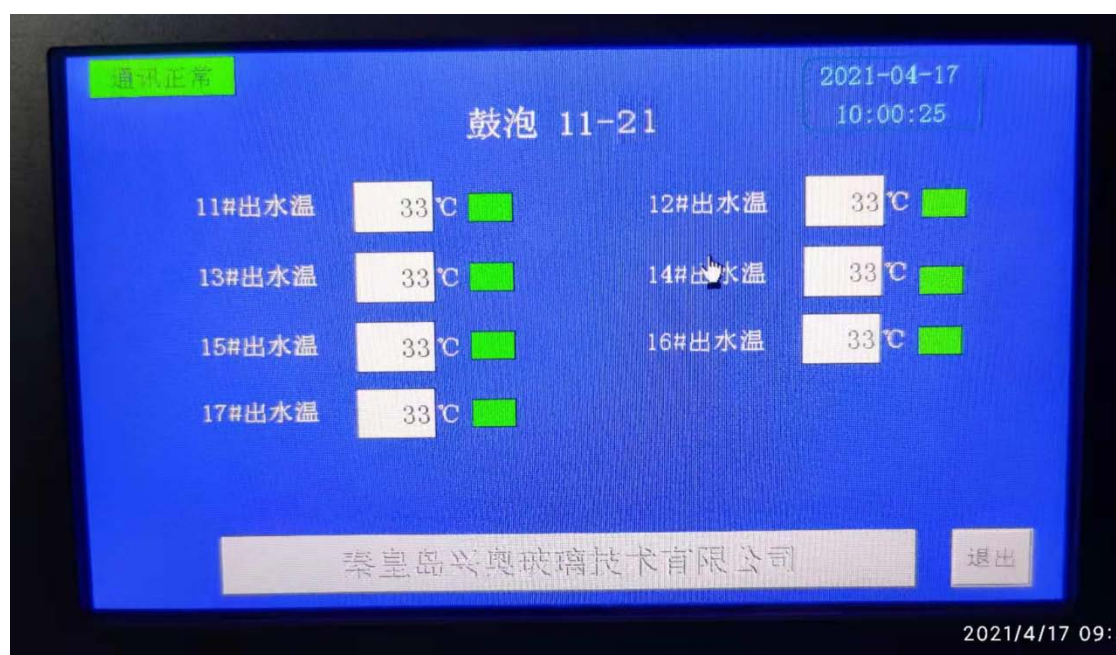 通讯正常
2021-04-17
10:00:25
鼓泡 11-21
11#出水温 33 ℃
12#出水温 33 ℃
13#出水温 33 ℃
14#出水温 33 ℃
15#出水温 33 ℃
16#出水温 33 ℃
17#出水温 33 ℃
秦皇岛兴奥玻璃技术有限公司
退出
2021/4/17 09: